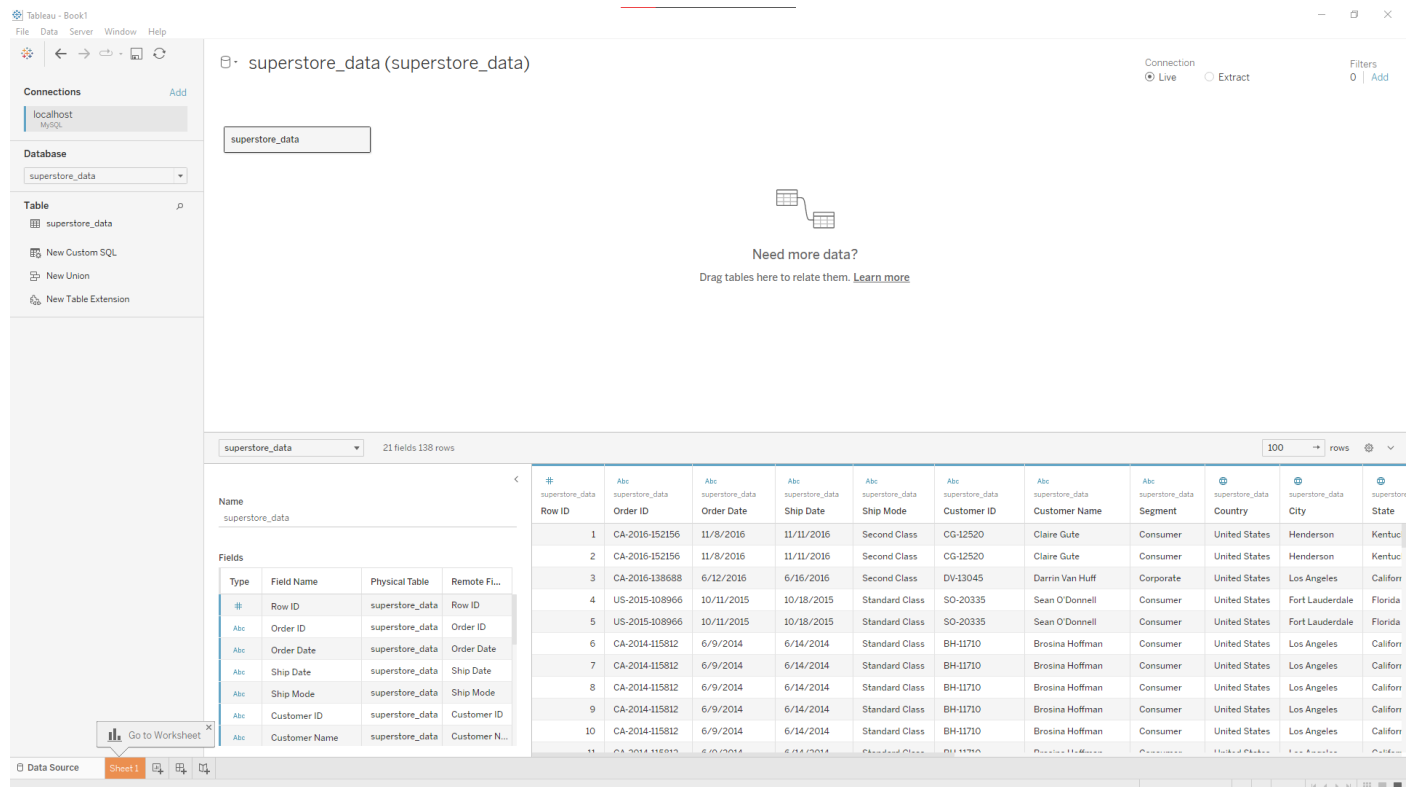 Tableau - Book1
File Data Server Window Help
Connections Add
localhost
MySQL
Database
superstore_data
Table
superstore_data
New Custom SQL
New Union
New Table Extension
superstore_data (superstore_data)
Connection
Live Extract
Filters
0 Add
superstore_data
Need more data?
Drag tables here to relate them. Learn more
superstore_data 21 fields 138 rows 100 rows
Name
superstore_data
Fields
Type Field Name Physical Table Remote Fi...
# Row ID superstore_data Row ID
Abc Order ID superstore_data Order ID
Abc Order Date superstore_data Order Date
Abc Ship Date superstore_data Ship Date
Abc Ship Mode superstore_data Ship Mode
Abc Customer ID superstore_data Customer ID
Abc Customer Name superstore_data Customer N...
# Abc Abc Abc Abc Abc Abc Abc
superstore_data superstore_data superstore_data superstore_data superstore_data superstore_data superstore_data superstore_data superstore_data superstore_data superstore
Row ID Order ID Order Date Ship Date Ship Mode Customer ID Customer Name Segment Country City State
1 CA-2016-152156 11/8/2016 11/11/2016 Second Class CG-12520 Claire Gute Consumer United States Henderson Kentuc
2 CA-2016-152156 11/8/2016 11/11/2016 Second Class CG-12520 Claire Gute Consumer United States Henderson Kentuc
3 CA-2016-138688 6/12/2016 6/16/2016 Second Class DV-13045 Darrin Van Huff Corporate United States Los Angeles Califor
4 US-2015-108966 10/11/2015 10/18/2015 Standard Class SO-20335 Sean O'Donnell Consumer United States Fort Lauderdale Florida
5 US-2015-108966 10/11/2015 10/18/2015 Standard Class SO-20335 Sean O'Donnell Consumer United States Fort Lauderdale Florida
6 CA-2014-115812 6/9/2014 6/14/2014 Standard Class BH-11710 Brosina Hoffman Consumer United States Los Angeles Califor
7 CA-2014-115812 6/9/2014 6/14/2014 Standard Class BH-11710 Brosina Hoffman Consumer United States Los Angeles Califor
8 CA-2014-115812 6/9/2014 6/14/2014 Standard Class BH-11710 Brosina Hoffman Consumer United States Los Angeles Califor
9 CA-2014-115812 6/9/2014 6/14/2014 Standard Class BH-11710 Brosina Hoffman Consumer United States Los Angeles Califor
10 CA-2014-115812 6/9/2014 6/14/2014 Standard Class BH-11710 Brosina Hoffman Consumer United States Los Angeles Califor
Go to Worksheet
Data Source Sheet 1